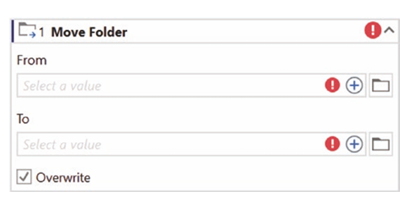 1 Move Folder
From
Select a value
To
Select a value
Overwrite